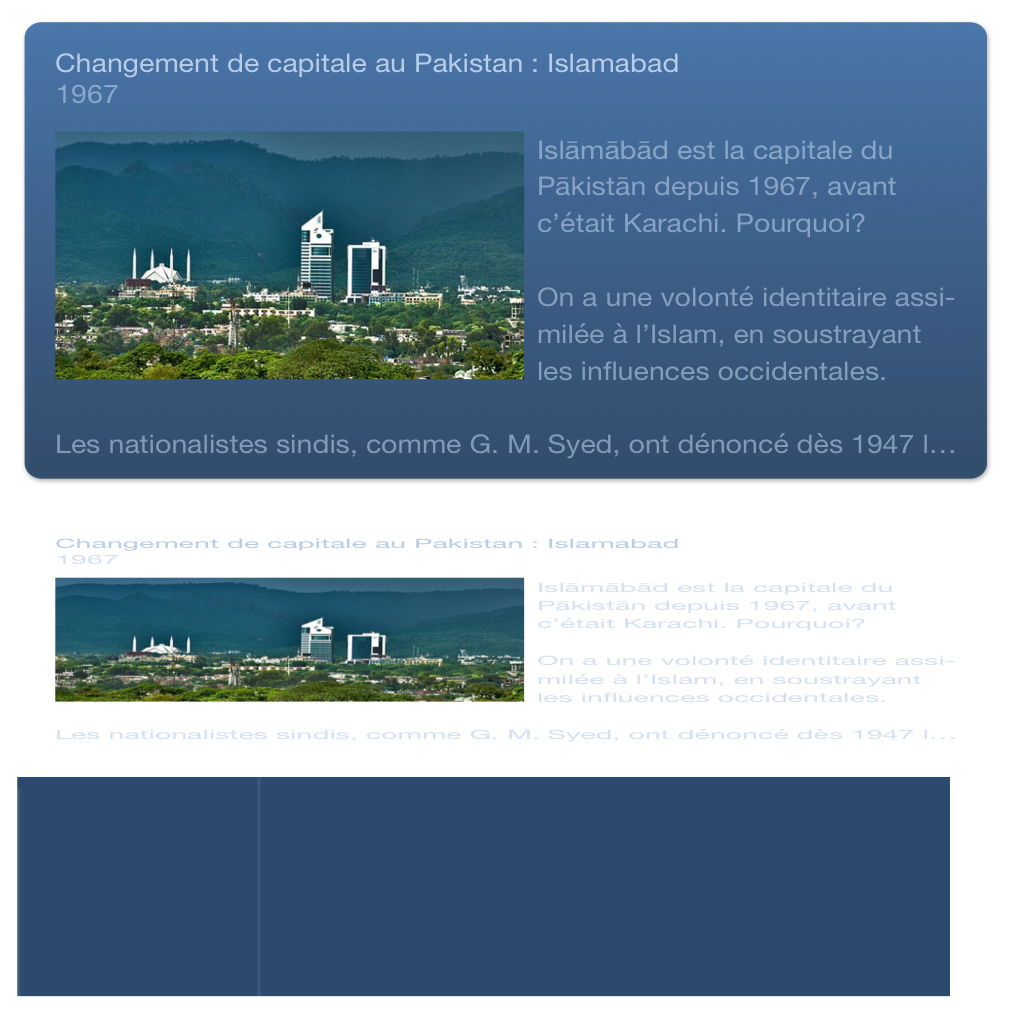 Changement de capitale au Pakistan : Islamabad
1967
Islāmābād est la capitale du
Pākistān depuis 1967, avant
c’était Karachi. Pourquoi?
On a une volonté identitaire assi-
milée à l’Islam, en soustrayant
les influences occidentales.
Les nationalistes sindis, comme G. M. Syed, ont dénoncé dès 1947 l…
Changement de capitale au Pakistan : Islamabad
1967
Islāmābād est la capitale du
Pākistān depuis 1967, avant
c’était Karachi. Pourquoi?
On a une volonté identitaire assi-
milée à l’Islam, en soustrayant
les influences occidentales.
Les nationalistes sindis, comme G. M. Syed, ont dénoncé dès 1947 l…